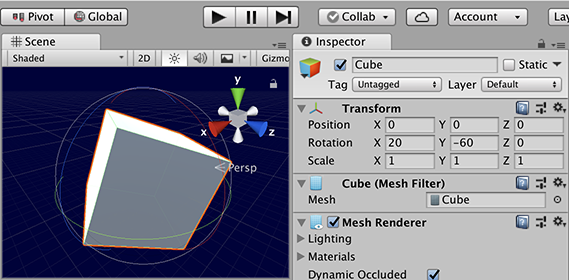 Pivot Global Collab Account Lay
Scene Inspector
Shaded 2D Gizmo
Cube Static
Tag Untagged Layer Default
y
x z
Persp
Transform
Position X 0 Y 0 Z 0
Rotation X 20 Y -60 Z 0
Scale X 1 Y 1 Z 1
Cube (Mesh Filter)
Mesh Cube
Mesh Renderer
Lighting
Materials
Dynamic Occluded